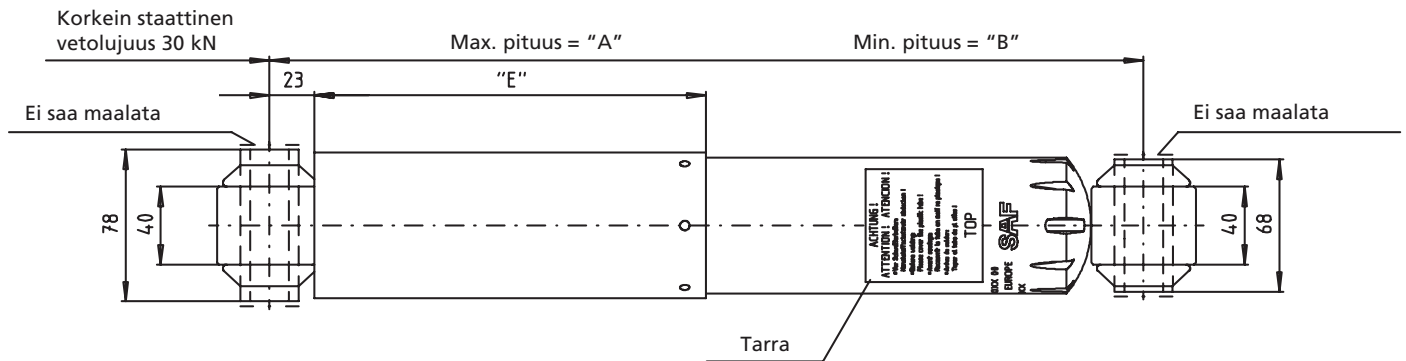 Korkein staattinen
vetolujuus 30 kN
Max. pituus = “A”
Min. pituus = “B”
23
“E”
Ei saa maalata
Ei saa maalata
78
40
ACHTUNG !
ATTENTION ! ATENCION !
TOP
SAF
EUROPE
40
68
Tarra